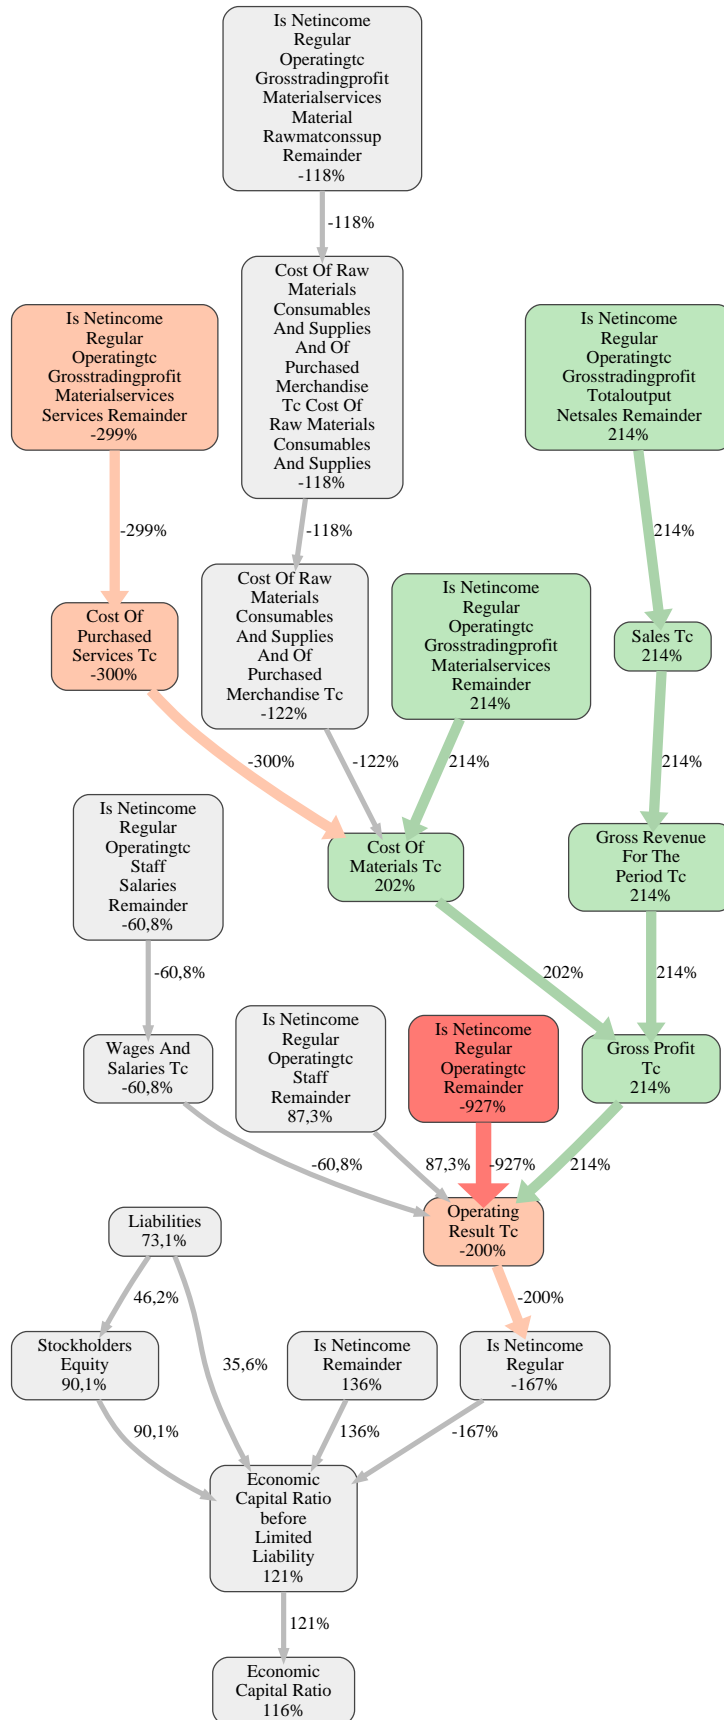 Is Netincome
Regular
Operatingtc
Grosstradingprofit
Materialservices
Material
Rawmatconssup
Remainder
-118%
-118%
Cost Of Raw
Materials
Consumables
And Supplies
And Of
Purchased
Merchandise
Tc Cost Of
Raw Materials
Consumables
And Supplies
-118%
Is Netincome
Regular
Operatingtc
Grosstradingprofit
Materialservices
Services Remainder
-299%
Is Netincome
Regular
Operatingtc
Grosstradingprofit
Totaloutput
Netsales Remainder
214%
-299%
-118%
214%
Cost Of
Purchased
Services Tc
-300%
Cost Of Raw
Materials
Consumables
And Supplies
And Of
Purchased
Merchandise Tc
-122%
Is Netincome
Regular
Operatingtc
Grosstradingprofit
Materialservices
Remainder
214%
Sales Tc
214%
-300%
-122%
214%
214%
Is Netincome
Regular
Operatingtc
Staff
Salaries
Remainder
-60,8%
Cost Of
Materials Tc
202%
Gross Revenue
For The
Period Tc
214%
-60,8%
202%
214%
Wages And
Salaries Tc
-60,8%
Is Netincome
Regular
Operatingtc
Staff
Remainder
87,3%
Is Netincome
Regular
Operatingtc
Remainder
-927%
Gross Profit
Tc
214%
-60,8%
87,3%
-927%
214%
Liabilities
73,1%
Operating
Result Tc
-200%
46,2%
35,6%
-200%
Stockholders
Equity
90,1%
Is Netincome
Remainder
136%
Is Netincome
Regular
-167%
90,1%
136%
-167%
Economic
Capital Ratio
before
Limited
Liability
121%
121%
Economic
Capital Ratio
116%